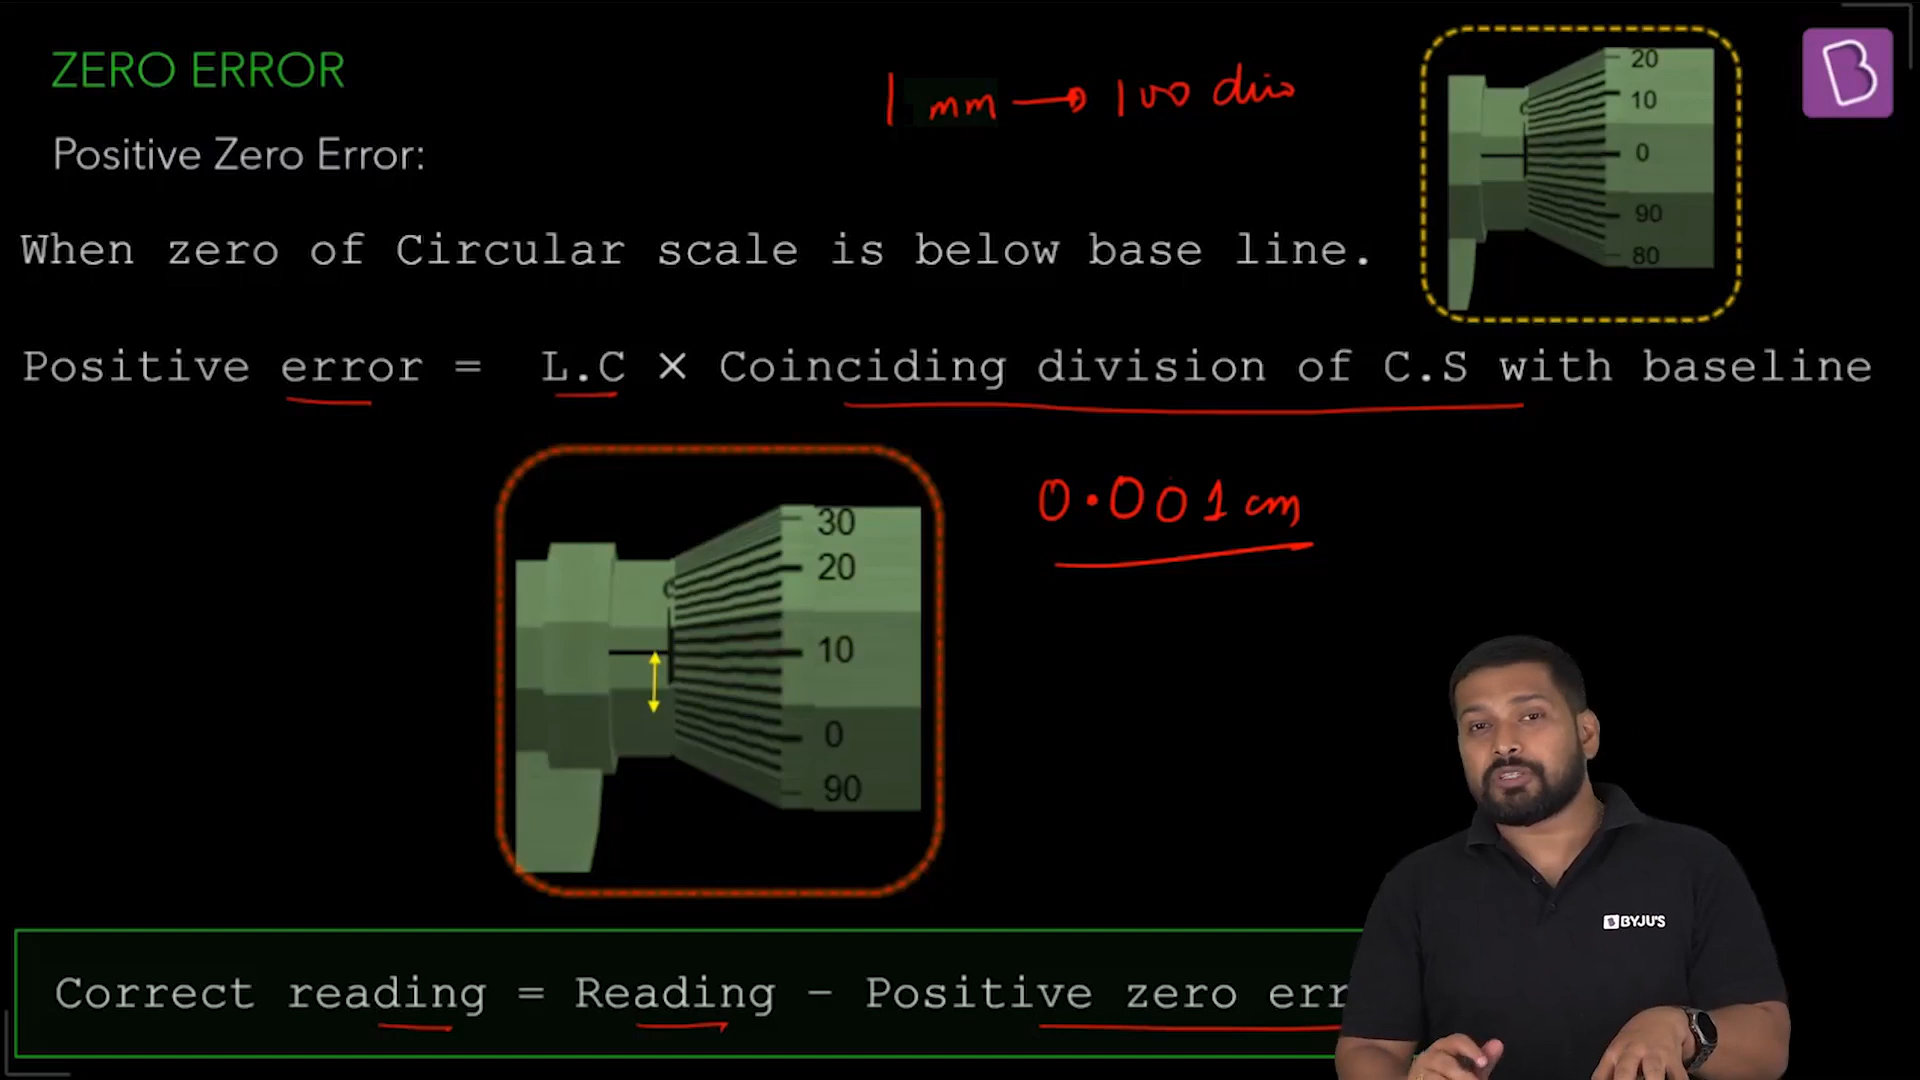 ZERO ERROR
1 mm → 100 div
20
10
0
90
80
Positive Zero Error:
When zero of Circular scale is below base line.
Positive error = L.C × Coinciding division of C.S with baseline
30
20
10
0
90
0.001 cm
BYJU'S
Correct reading = Reading – Positive zero err